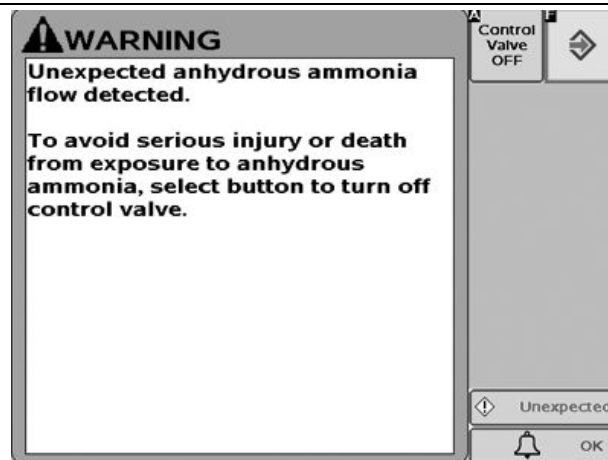 WARNING
Unexpected anhydrous ammonia
flow detected.
To avoid serious injury or death
from exposure to anhydrous
ammonia, select button to turn off
control valve.
A
Control
Valve
OFF
F
Unexpected
OK